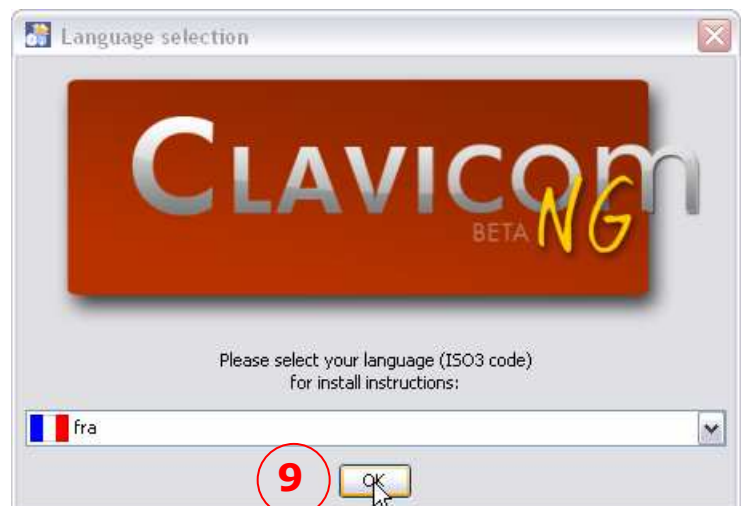 Language selection
CLAVICOM
BETA NG
Please select your language (ISO3 code)
for install instructions:
fra
9 OK